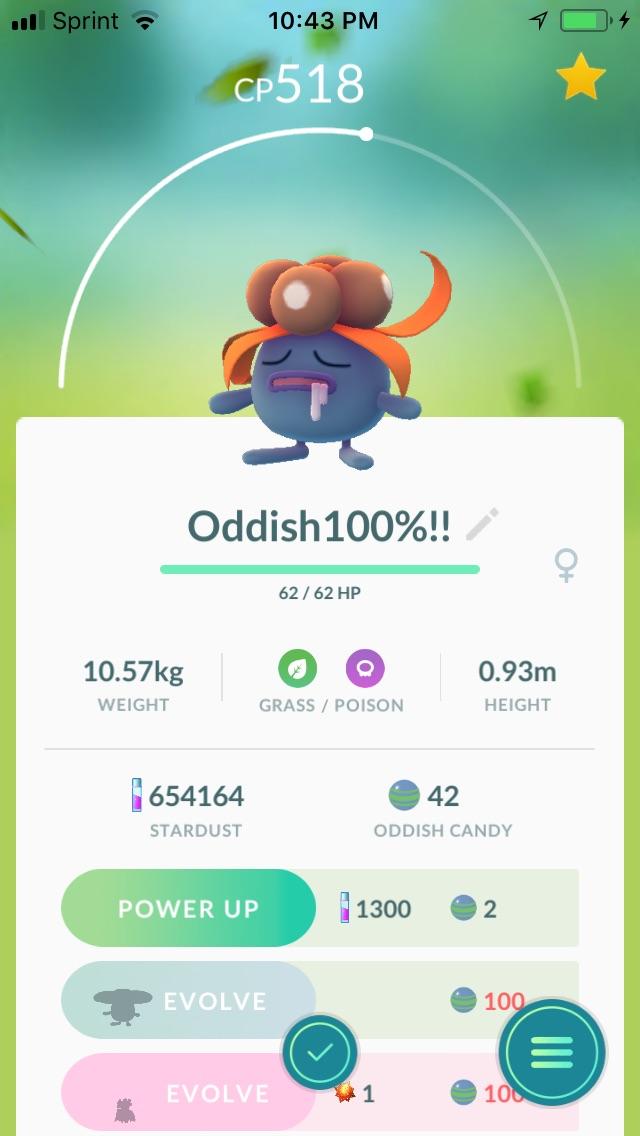 Sprint 10:43 PM
CP518
Oddish100%!!
62 / 62 HP
10.57kg 0.93m
WEIGHT GRASS / POISON HEIGHT
654164 42
STARDUST ODDISH CANDY
POWER UP 1300 2
EVOLVE 100
EVOLVE 1 100